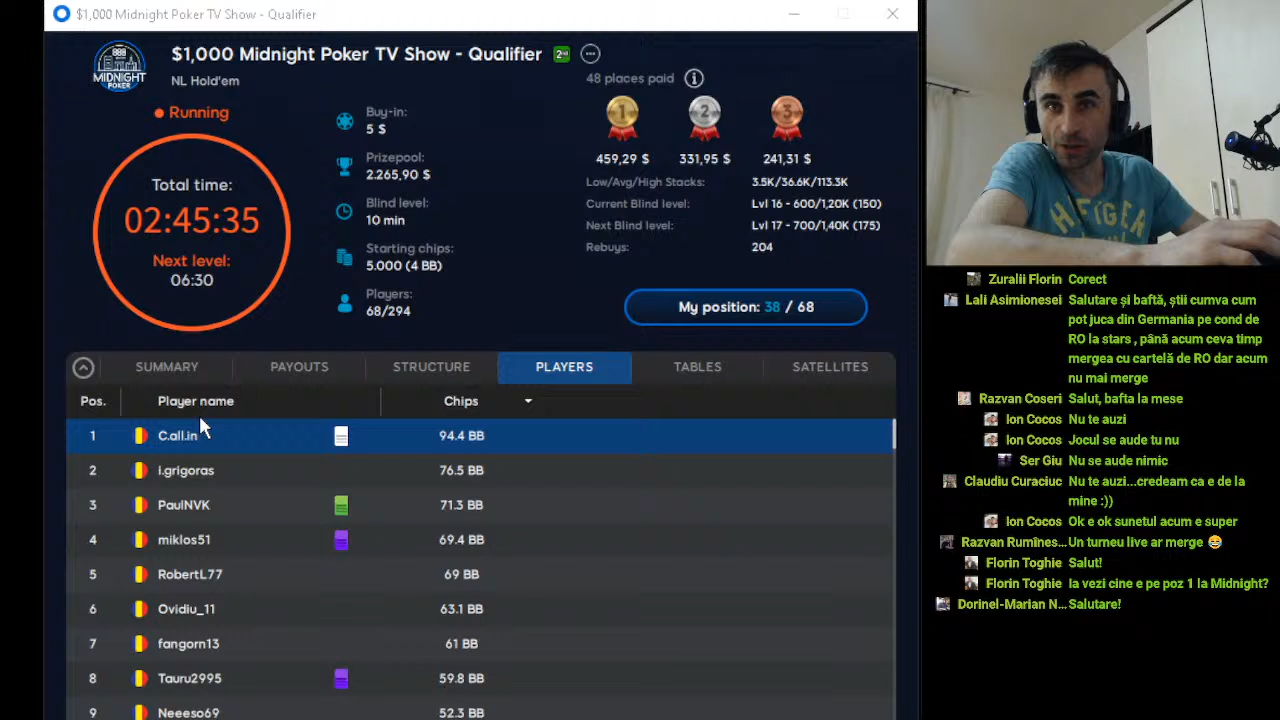 $1,000 Midnight Poker TV Show - Qualifier
888
MIDNIGHT
POKER
$1,000 Midnight Poker TV Show - Qualifier
NL Hold'em
Running
Total time:
02:45:35
Next level:
06:30
Buy-in:
5 $
Prizepool:
2.265,90 $
Blind level:
10 min
Starting chips:
5.000 (4 BB)
Players:
68/294
48 places paid
1 2 3
459,29 $ 331,95 $ 241,31 $
Low/Avg/High Stacks: 3.5K/36.6K/113.3K
Current Blind level: Lvl 16 - 600/1,20K (150)
Next Blind level: Lvl 17 - 700/1,40K (175)
Rebuys: 204
My position: 38 / 68
SUMMARY PAYOUTS STRUCTURE PLAYERS TABLES SATELLITES
Pos. Player name Chips
1 C.all.in 94.4 BB
2 i.grigoras 76.5 BB
3 PaulNVK 71.3 BB
4 miklos51 69.4 BB
5 RobertL77 69 BB
6 Ovidiu_11 63.1 BB
7 fangorn13 61 BB
8 Tauru2995 59.8 BB
9 Neeeso69 52.3 BB
Zuralii Florin Corect
Lali Asimionesei Salutare și baftă, știi cumva cum
pot juca din Germania pe cond de
RO la stars , până acum ceva timp
mergea cu cartelă de RO dar acum
nu mai merge
Razvan Coseri Salut, bafta la mese
Ion Cocos Nu te auzi
Ion Cocos Jocul se aude tu nu
Ser Giu Nu se aude nimic
Claudiu Curaciuc Nu te auzi...credeam ca e de la
mine :))
Ion Cocos Ok e ok sunetul acum e super
Razvan Rumînes... Un turneu live ar merge 😂
Florin Toghie Salut!
Florin Toghie Ia vezi cine e pe poz 1 la Midnight?
Dorinel-Marian N... Salutare!